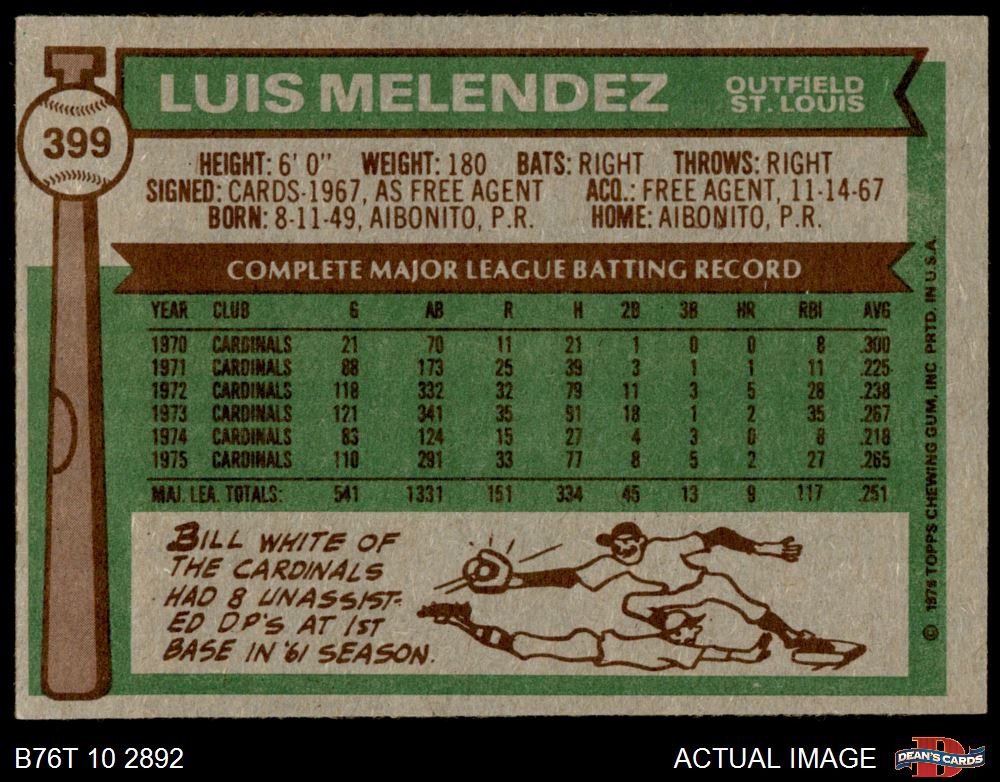 LUIS MELENDEZ
OUTFIELD
ST. LOUIS
399
HEIGHT: 6' 0" WEIGHT: 180 BATS: RIGHT THROWS: RIGHT
SIGNED: CARDS-1967, AS FREE AGENT ACQ.: FREE AGENT, 11-14-67
BORN: 8-11-49, AIBONITO, P.R. HOME: AIBONITO, P.R.
COMPLETE MAJOR LEAGUE BATTING RECORD
YEAR CLUB G AB R H 2B 3B HR RBI AVG
1970 CARDINALS 21 70 11 21 1 0 0 8 .300
1971 CARDINALS 88 173 25 39 3 1 1 11 .225
1972 CARDINALS 118 332 32 79 11 3 5 28 .238
1973 CARDINALS 121 341 35 91 18 1 2 35 .267
1974 CARDINALS 83 124 15 27 4 3 0 8 .218
1975 CARDINALS 110 291 33 77 8 5 2 27 .265
MAJ. LEA. TOTALS: 541 1331 151 334 45 13 9 117 .251
BILL WHITE OF
THE CARDINALS
HAD 8 UNASSIST-
ED DP'S AT 1ST
BASE IN '61 SEASON.
© 1976 TOPPS CHEWING GUM, INC PRTD. IN U.S.A.
B76T 10 2892
ACTUAL IMAGE
D
DEAN'S CARDS